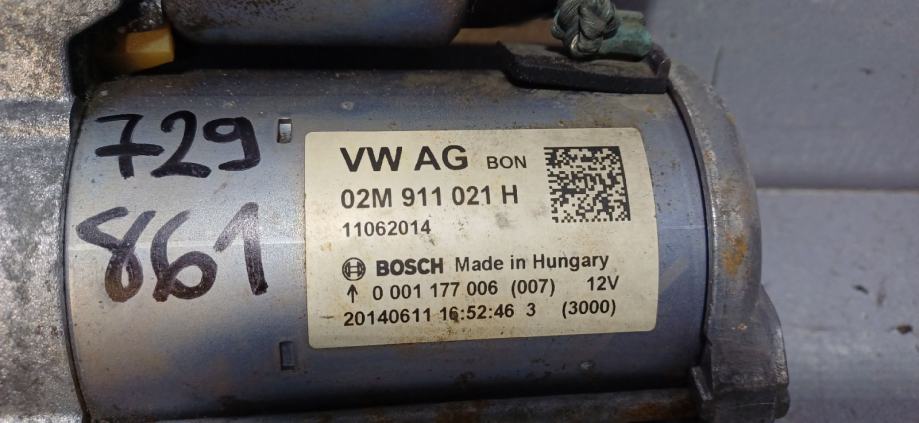 729
861
VW AG BON
02M 911 021 H
11062014
BOSCH Made in Hungary
↑ 0 001 177 006 (007) 12V
20140611 16:52:46 3 (3000)